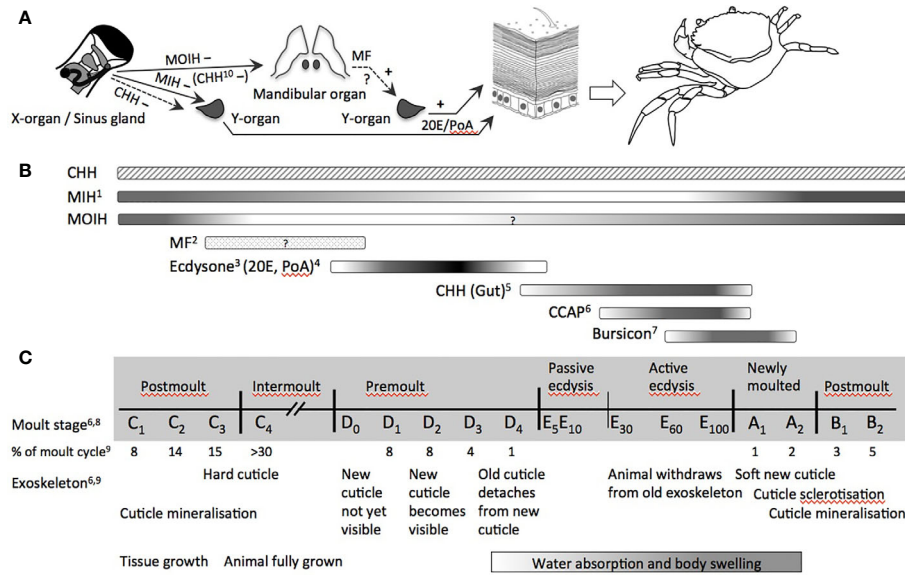 A
MOIH –
MIH – (CHH10 –)
CHH –
X-organ / Sinus gland
Y-organ
Mandibular organ
MF
?
+
Y-organ
+
20E/PoA
B
CHH
MIH1
MOIH
?
MF2
?
Ecdysone3 (20E, PoA)4
CHH (Gut)5
CCAP6
Bursicon7
C
Postmoult Intermoult Premoult Passive ecdysis Active ecdysis Newly moulted Postmoult
Moult stage6,8 C1 C2 C3 C4 D0 D1 D2 D3 D4 E5 E10 E30 E60 E100 A1 A2 B1 B2
% of moult cycle9 8 14 15 >30 8 8 4 1 1 2 3 5
Exoskeleton6,9
Hard cuticle
Cuticle mineralisation
New cuticle not yet visible
New cuticle becomes visible
Old cuticle detaches from new cuticle
Animal withdraws from old exoskeleton
Soft new cuticle
Cuticle sclerotisation
Cuticle mineralisation
Tissue growth Animal fully grown
Water absorption and body swelling